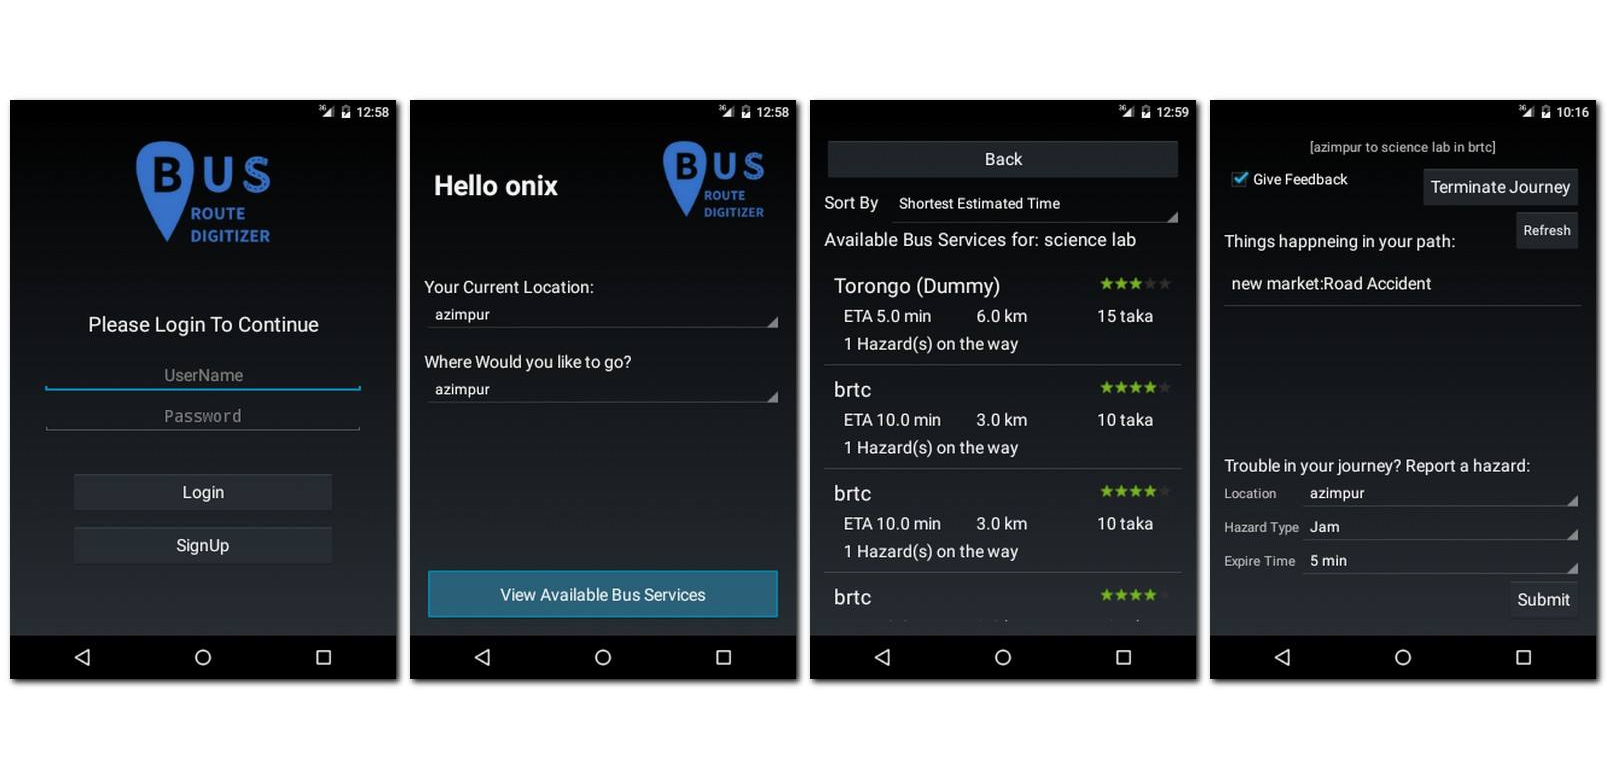 3G 12:58
BUS
ROUTE
DIGITIZER
Please Login To Continue
UserName
Password
Login
SignUp
3G 12:58
Hello onix
BUS
ROUTE
DIGITIZER
Your Current Location:
azimpur
Where Would you like to go?
azimpur
View Available Bus Services
3G 12:59
Back
Sort By Shortest Estimated Time
Available Bus Services for: science lab
Torongo (Dummy)
ETA 5.0 min 6.0 km 15 taka
1 Hazard(s) on the way
brtc
ETA 10.0 min 3.0 km 10 taka
1 Hazard(s) on the way
brtc
ETA 10.0 min 3.0 km 10 taka
1 Hazard(s) on the way
brtc
3G 10:16
[azimpur to science lab in brtc]
Give Feedback
Terminate Journey
Refresh
Things happneing in your path:
new market:Road Accident
Trouble in your journey? Report a hazard:
Location azimpur
Hazard Type Jam
Expire Time 5 min
Submit